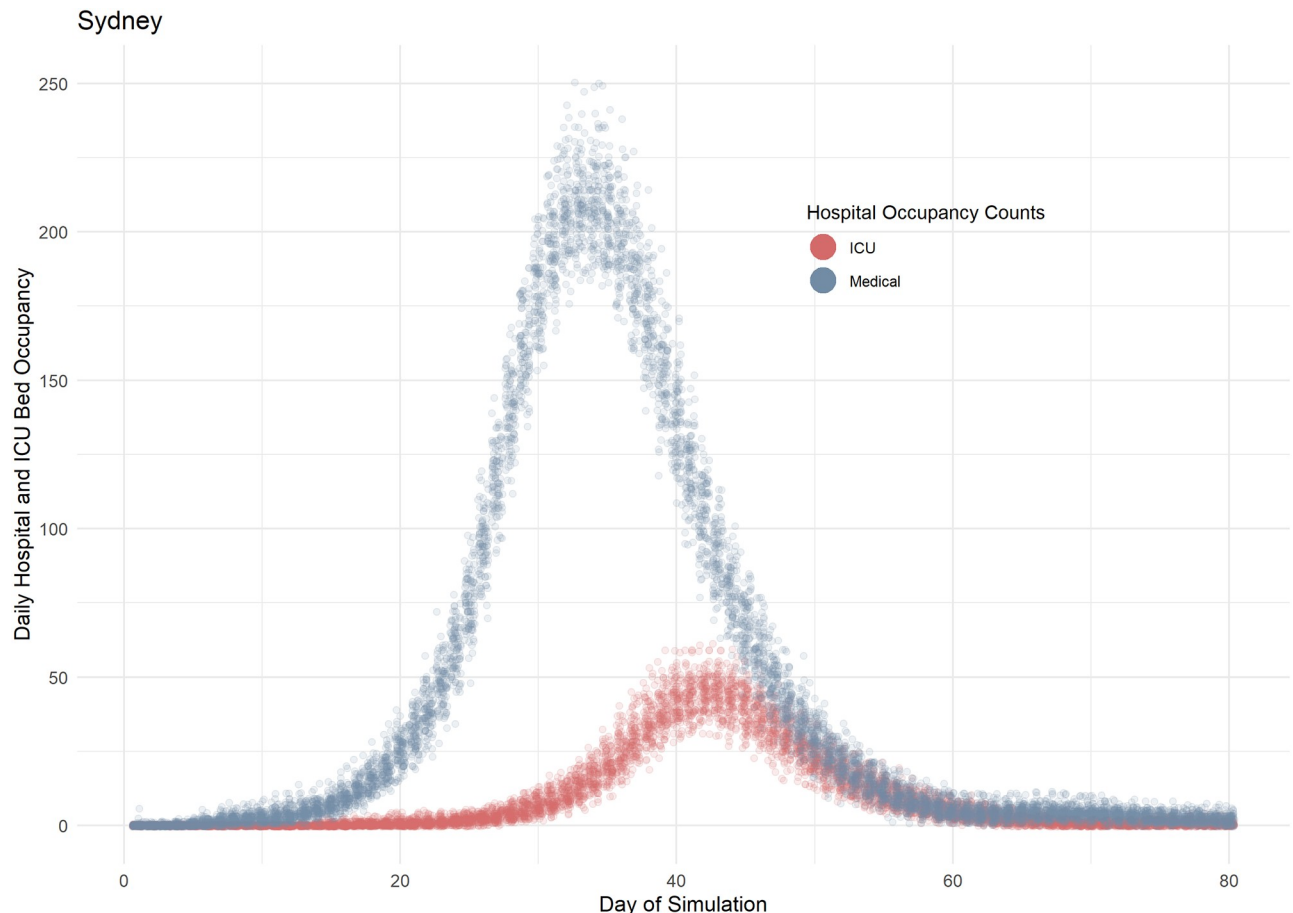 Sydney
250
200
150
100
50
0
Daily Hospital and ICU Bed Occupancy
Hospital Occupancy Counts
ICU
Medical
0 20 40 60 80
Day of Simulation